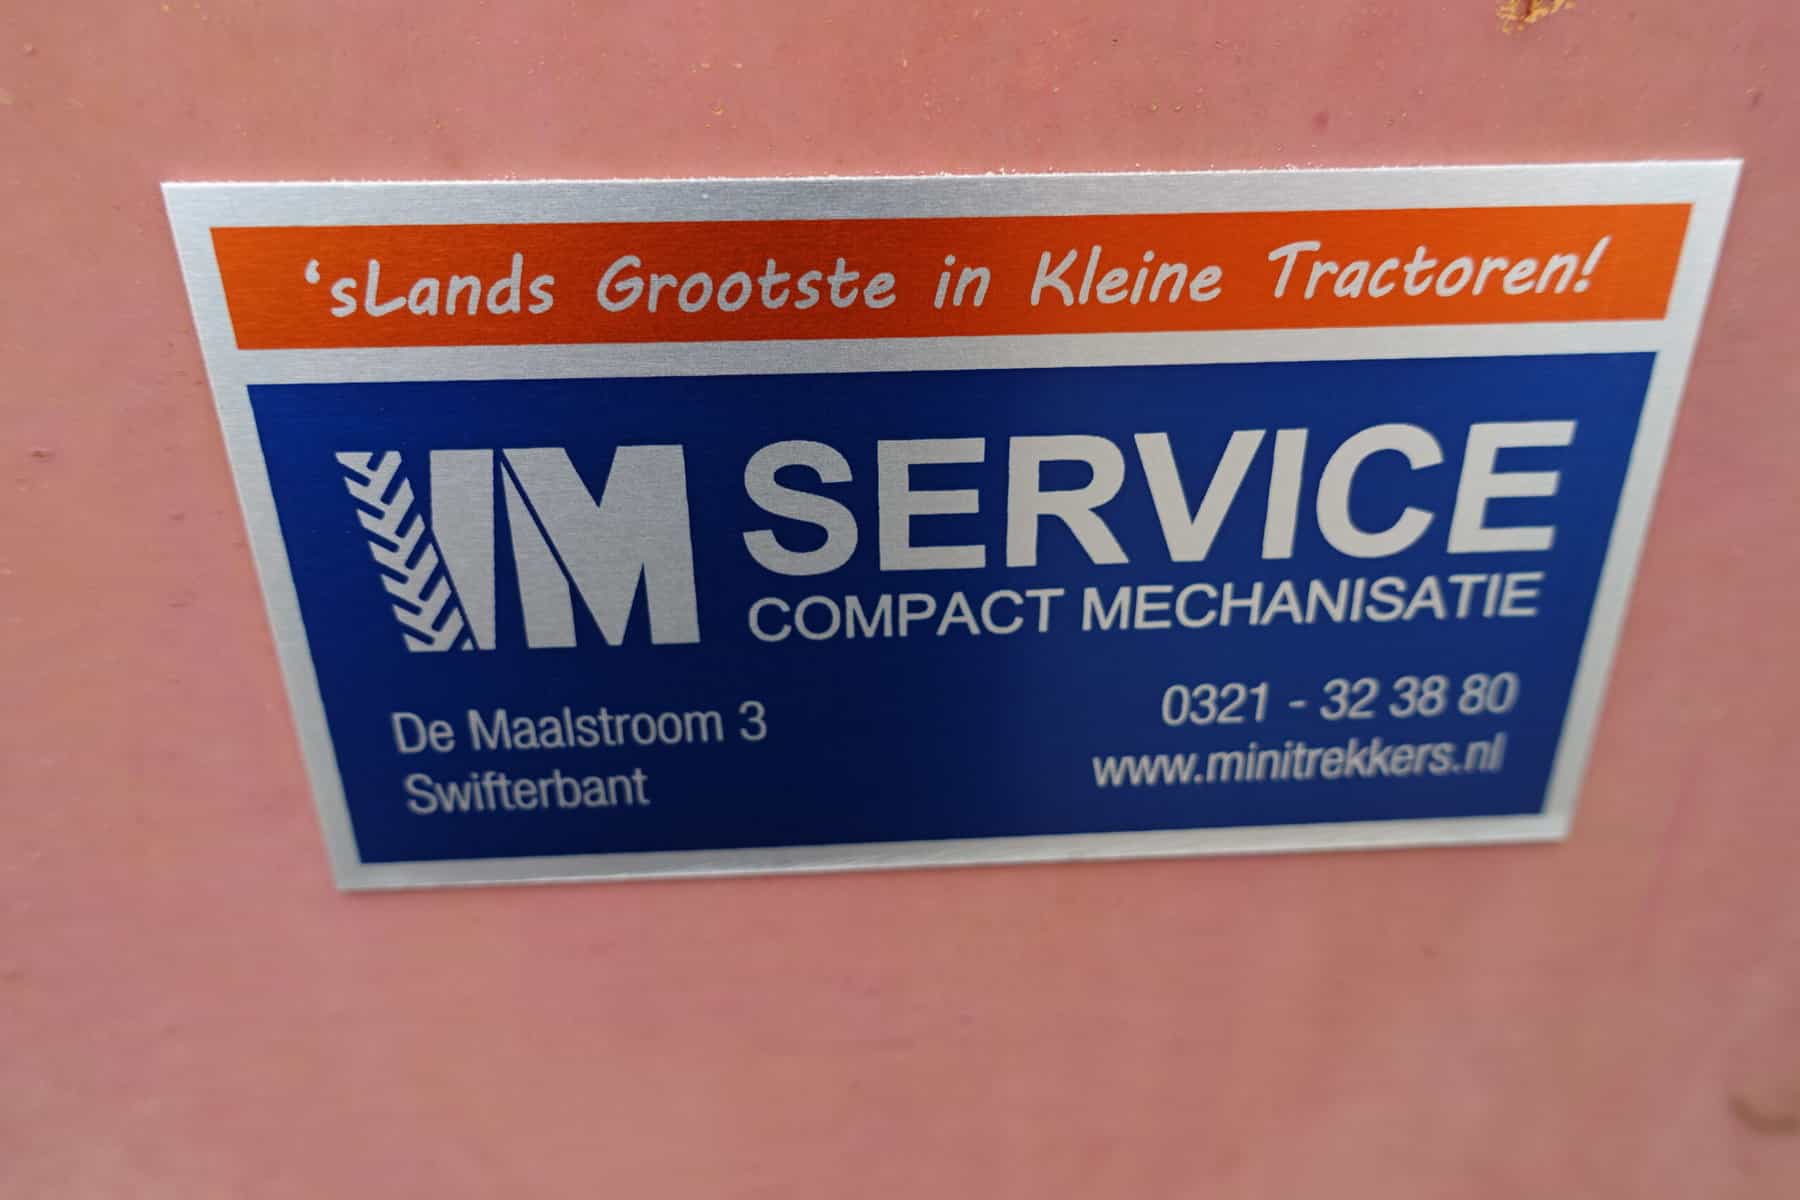 ‘sLands Grootste in Kleine Tractoren!
IM SERVICE
COMPACT MECHANISATIE
De Maalstroom 3
Swifterbant
0321 - 32 38 80
www.minitrekkers.nl